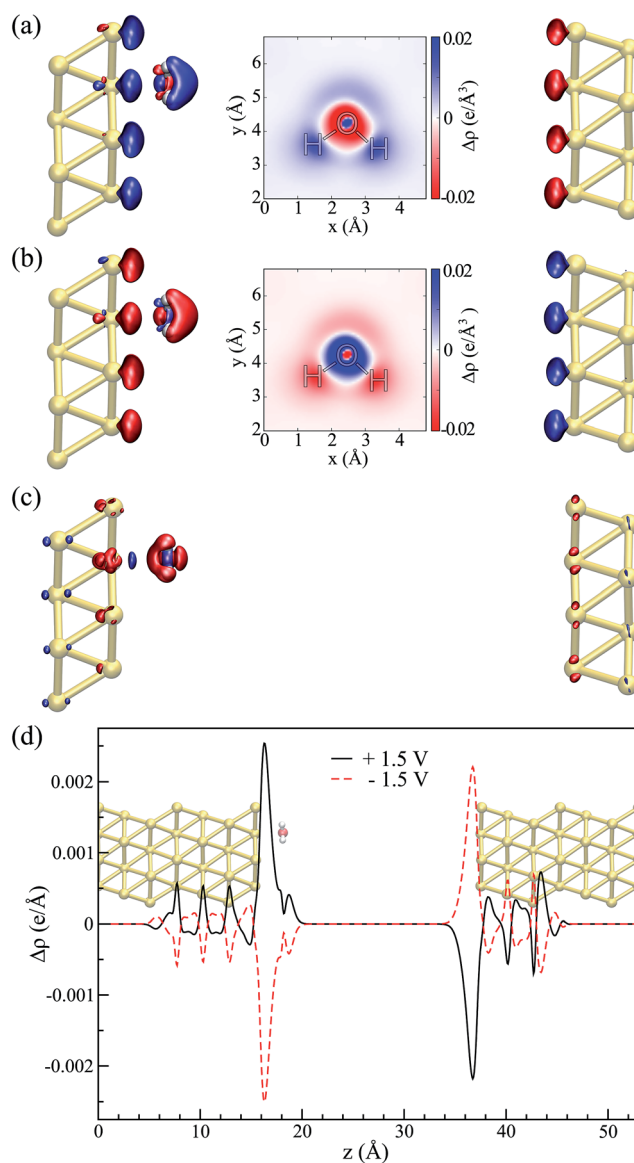 (a)
0.02
6
5
4
3
2
y (Å)
O
H H
0 1 2 3 4
x (Å)
0
-0.02
Δρ (e/Å³)
(b)
0.02
6
5
4
3
2
y (Å)
O
H H
0 1 2 3 4
x (Å)
0
-0.02
Δρ (e/Å³)
(c)
(d)
+ 1.5 V
- 1.5 V
0.002
0.001
0
-0.001
-0.002
Δρ (e/Å)
0 10 20 30 40 50
z (Å)